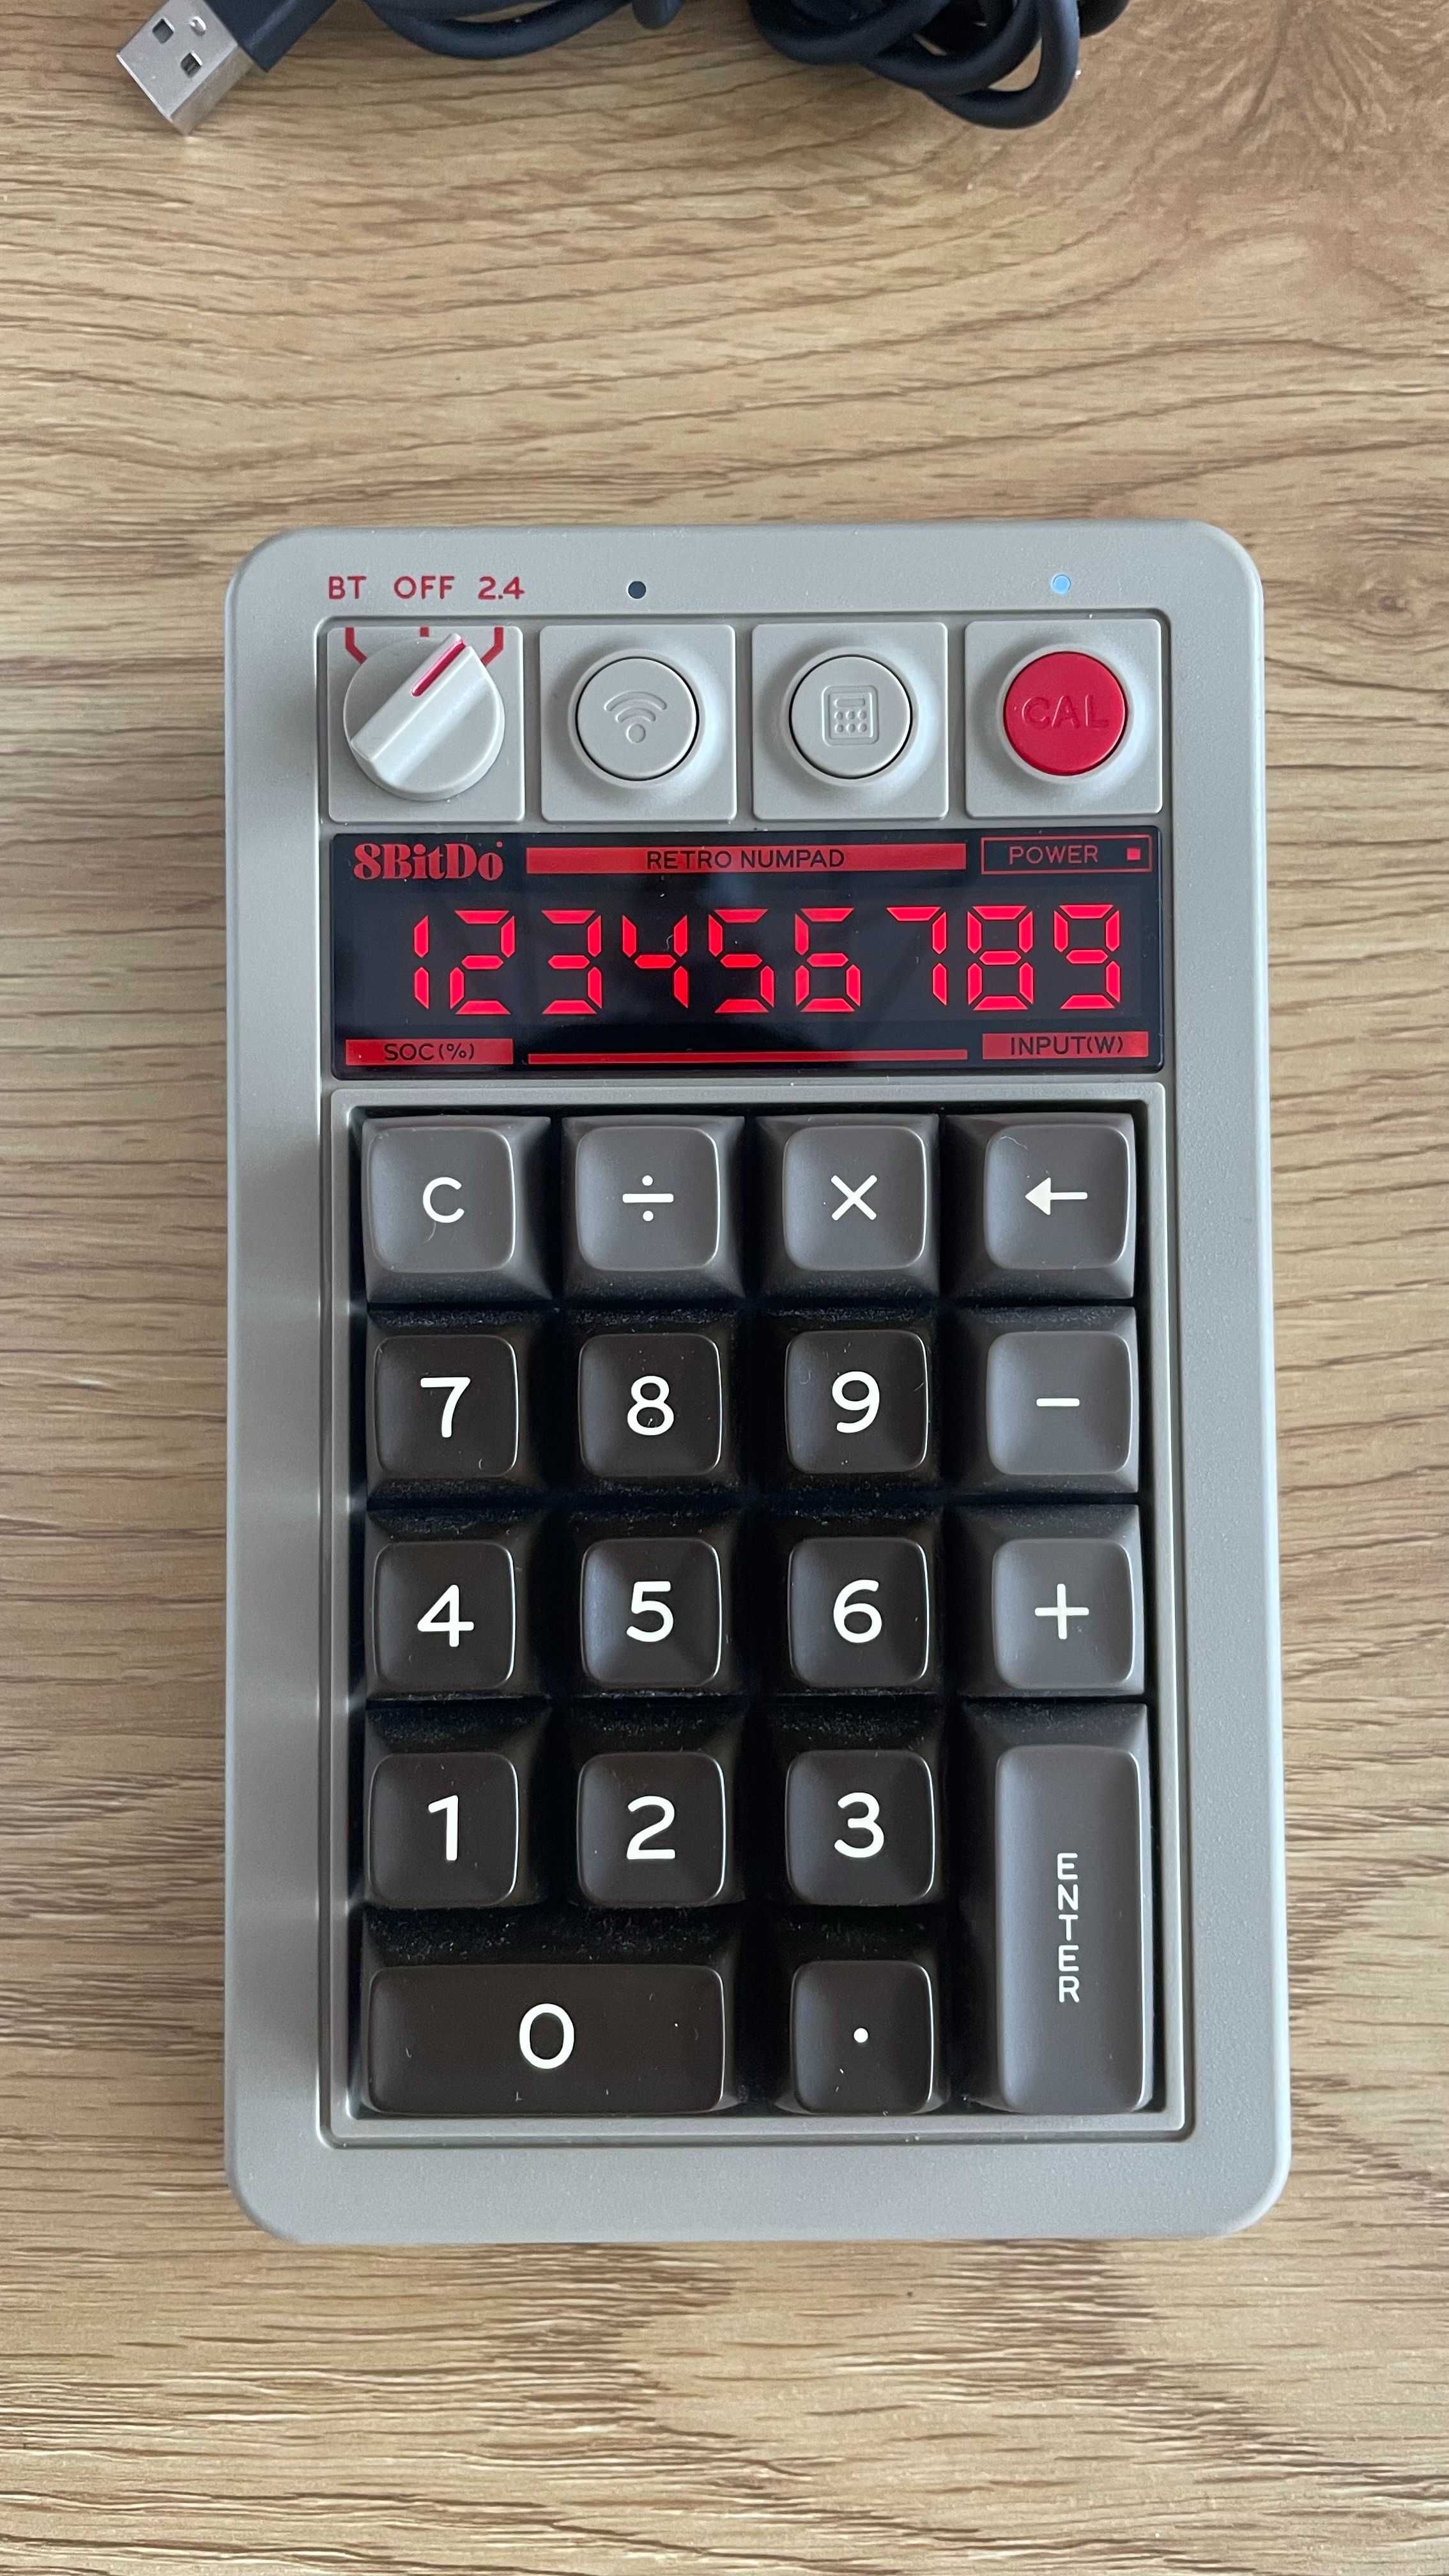 BT OFF 2.4
CAL
8BitDo RETRO NUMPAD POWER
123456789
SOC(%) INPUT(W)
C ÷ × ←
7 8 9 −
4 5 6 +
1 2 3
ENTER
0 .